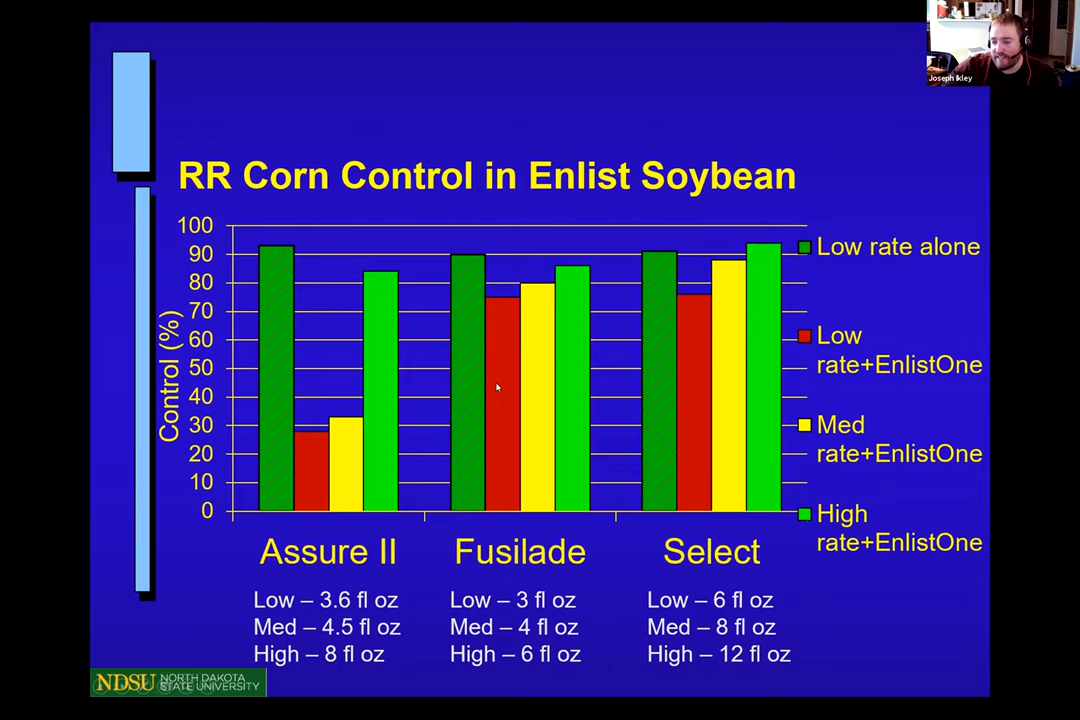 Joseph Ikley
RR Corn Control in Enlist Soybean
Control (%)
100
90
80
70
60
50
40
30
20
10
0
Low rate alone
Low
rate+EnlistOne
Med
rate+EnlistOne
High
rate+EnlistOne
Assure II
Fusilade
Select
Low – 3.6 fl oz
Med – 4.5 fl oz
High – 8 fl oz
Low – 3 fl oz
Med – 4 fl oz
High – 6 fl oz
Low – 6 fl oz
Med – 8 fl oz
High – 12 fl oz
NDSU
NORTH DAKOTA
STATE UNIVERSITY